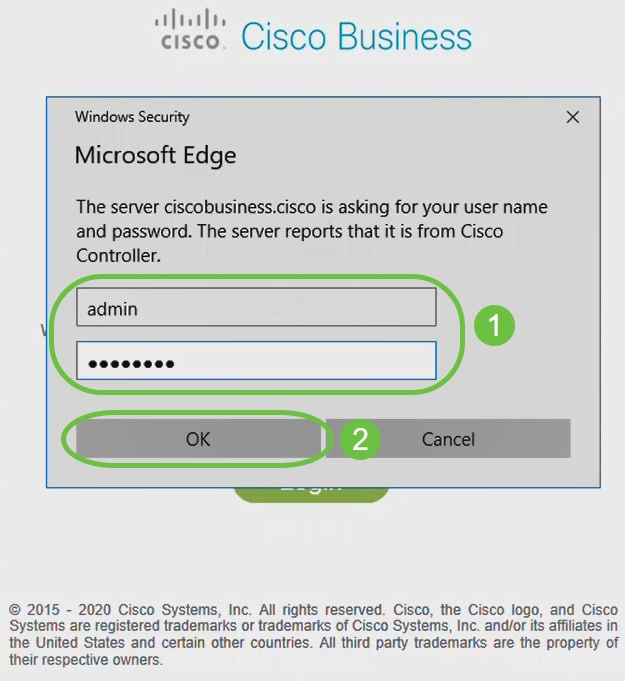 CISCO. Cisco Business
Windows Security
Microsoft Edge
The server ciscobusiness.cisco is asking for your user name
and password. The server reports that it is from Cisco
Controller.
admin
1
●●●●●●●●
OK
2
Cancel
Login
© 2015 - 2020 Cisco Systems, Inc. All rights reserved. Cisco, the Cisco logo, and Cisco
Systems are registered trademarks or trademarks of Cisco Systems, Inc. and/or its affiliates in
the United States and certain other countries. All third party trademarks are the property of
their respective owners.